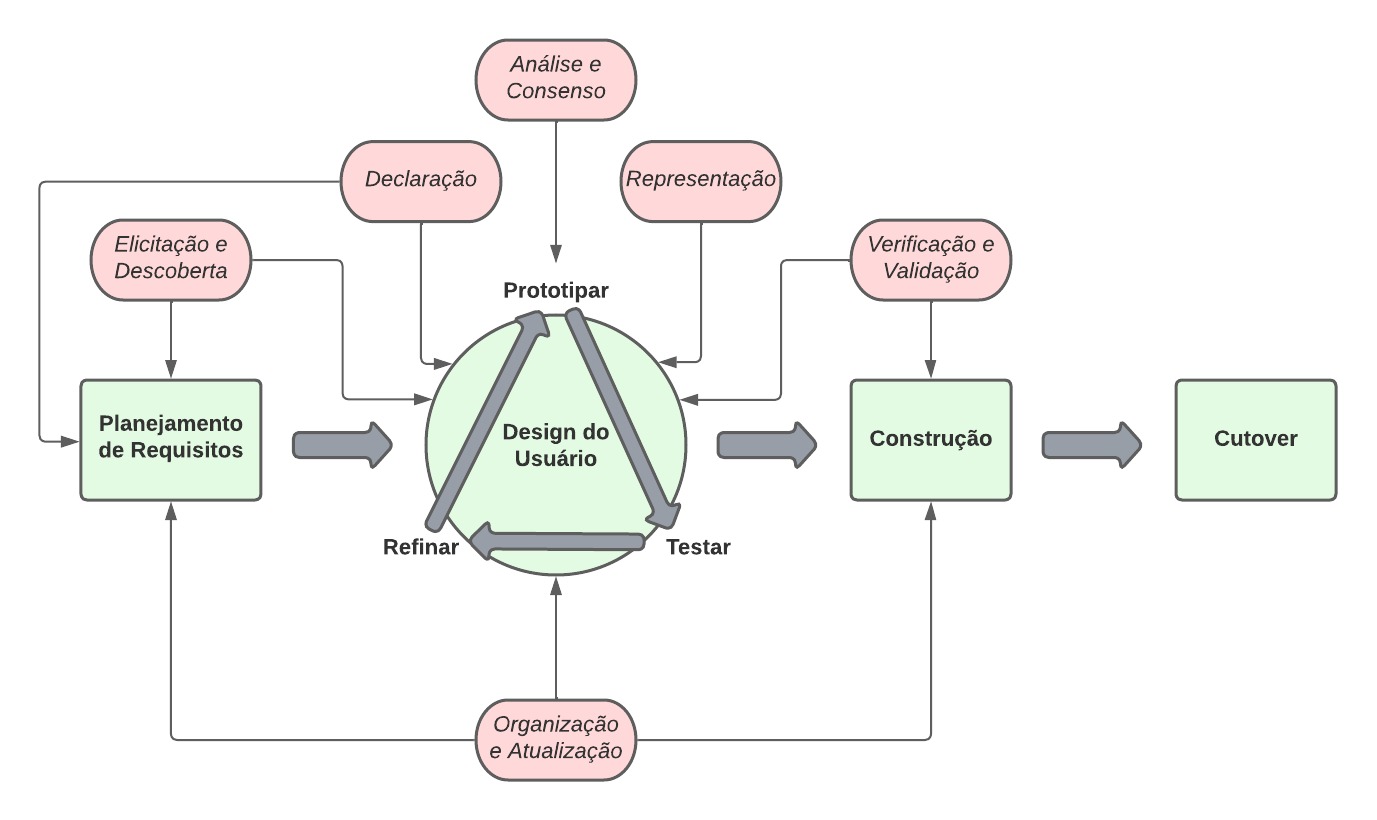 Análise e
Consenso
Declaração
Representação
Elicitação e
Descoberta
Verificação e
Validação
Prototipar
Planejamento
de Requisitos
Design do
Usuário
Construção
Cutover
Refinar
Testar
Organização
e Atualização